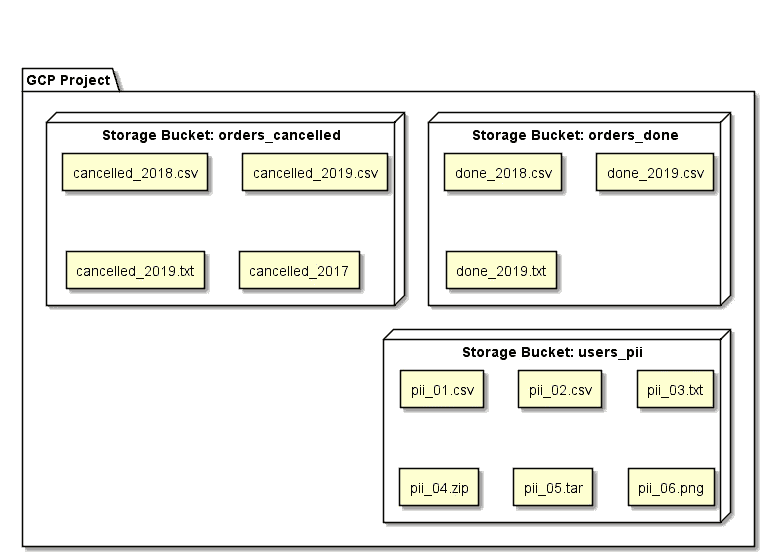 GCP Project
Storage Bucket: orders_cancelled
cancelled_2018.csv
cancelled_2019.csv
cancelled_2019.txt
cancelled_2017
Storage Bucket: orders_done
done_2018.csv
done_2019.csv
done_2019.txt
Storage Bucket: users_pii
pii_01.csv
pii_02.csv
pii_03.txt
pii_04.zip
pii_05.tar
pii_06.png